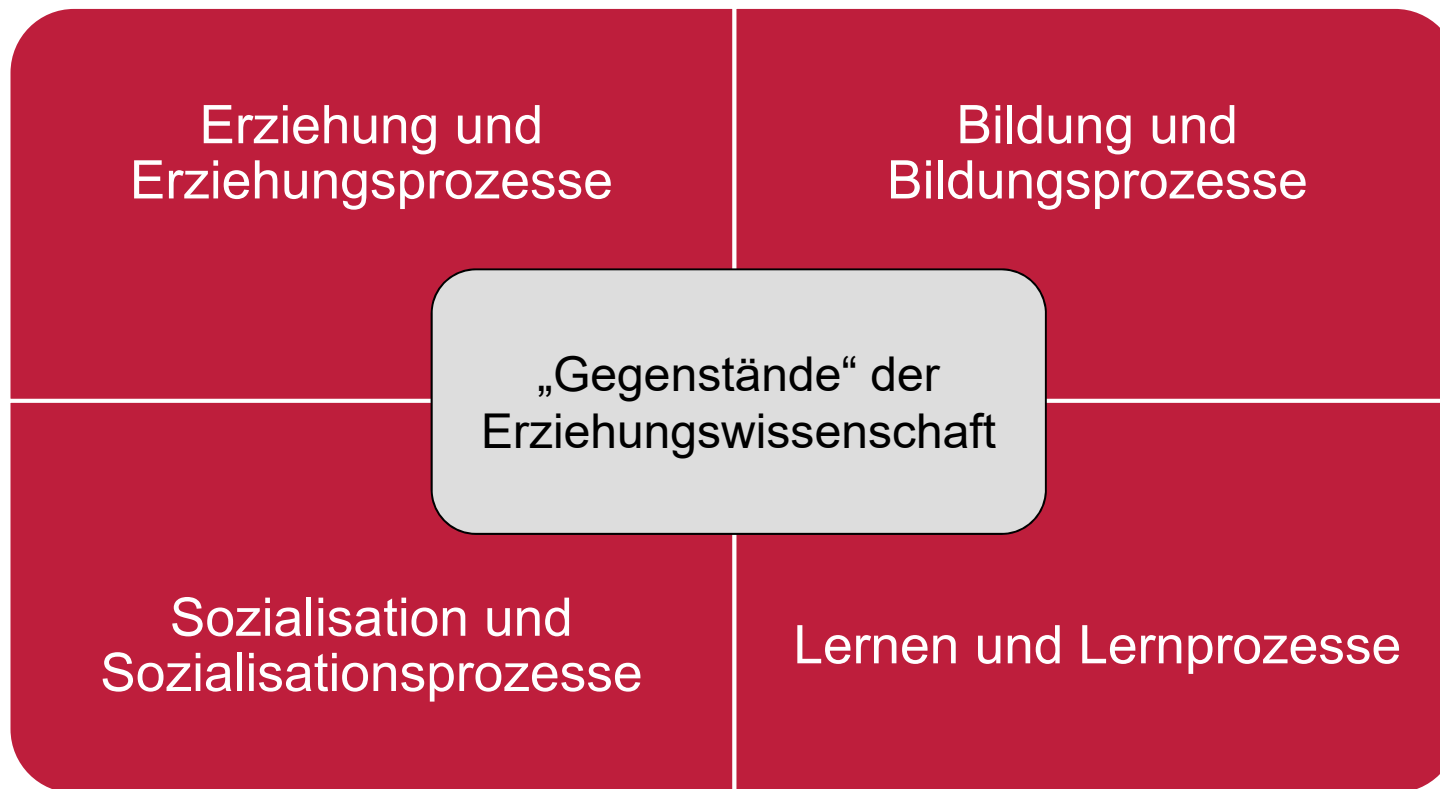 Erziehung und
Erziehungsprozesse
Bildung und
Bildungsprozesse
„Gegenstände“ der
Erziehungswissenschaft
Sozialisation und
Sozialisationsprozesse
Lernen und Lernprozesse